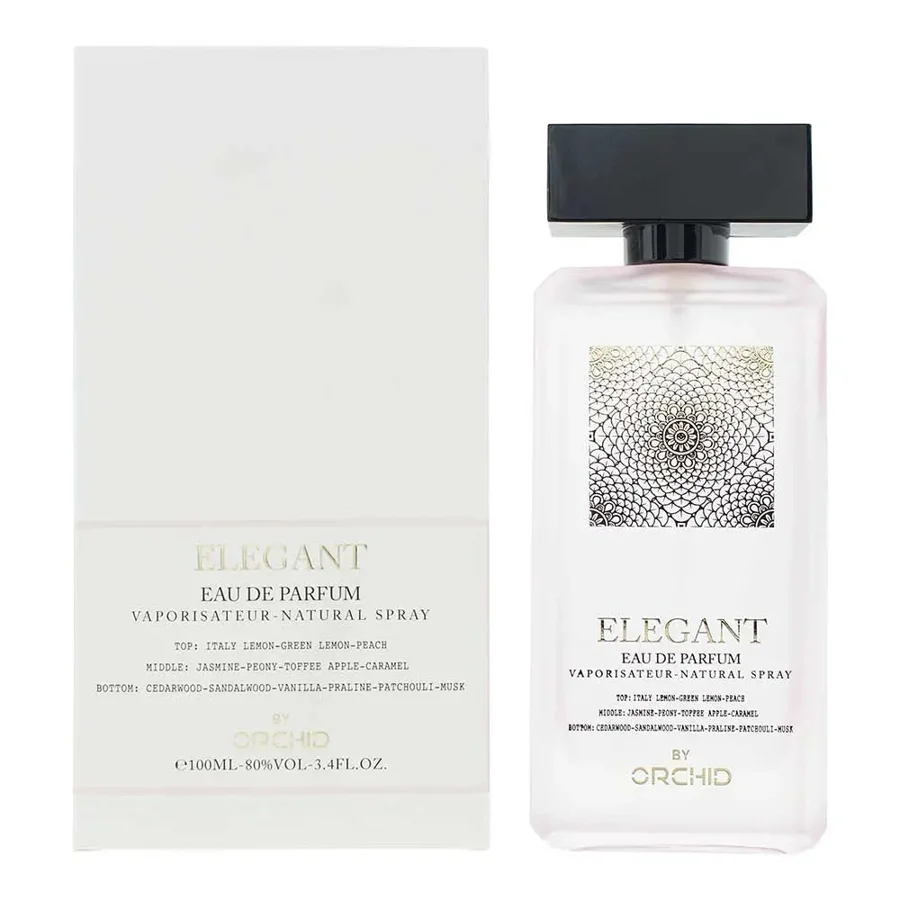 ELEGANT
EAU DE PARFUM
VAPORISATEUR-NATURAL SPRAY
TOP: ITALY LEMON-GREEN LEMON-PEACH
MIDDLE: JASMINE-PEONY-TOFFEE APPLE-CARAMEL
BOTTOM: CEDARWOOD-SANDALWOOD-VANILLA-PRALINE-PATCHOULI-MUSK
BY
ORCHID
℮100ML-80%VOL-3.4FL.OZ.
ELEGANT
EAU DE PARFUM
VAPORISATEUR-NATURAL SPRAY
TOP: ITALY LEMON-GREEN LEMON-PEACH
MIDDLE: JASMINE-PEONY-TOFFEE APPLE-CARAMEL
BOTTOM: CEDARWOOD-SANDALWOOD-VANILLA-PRALINE-PATCHOULI-MUSK
BY
ORCHID